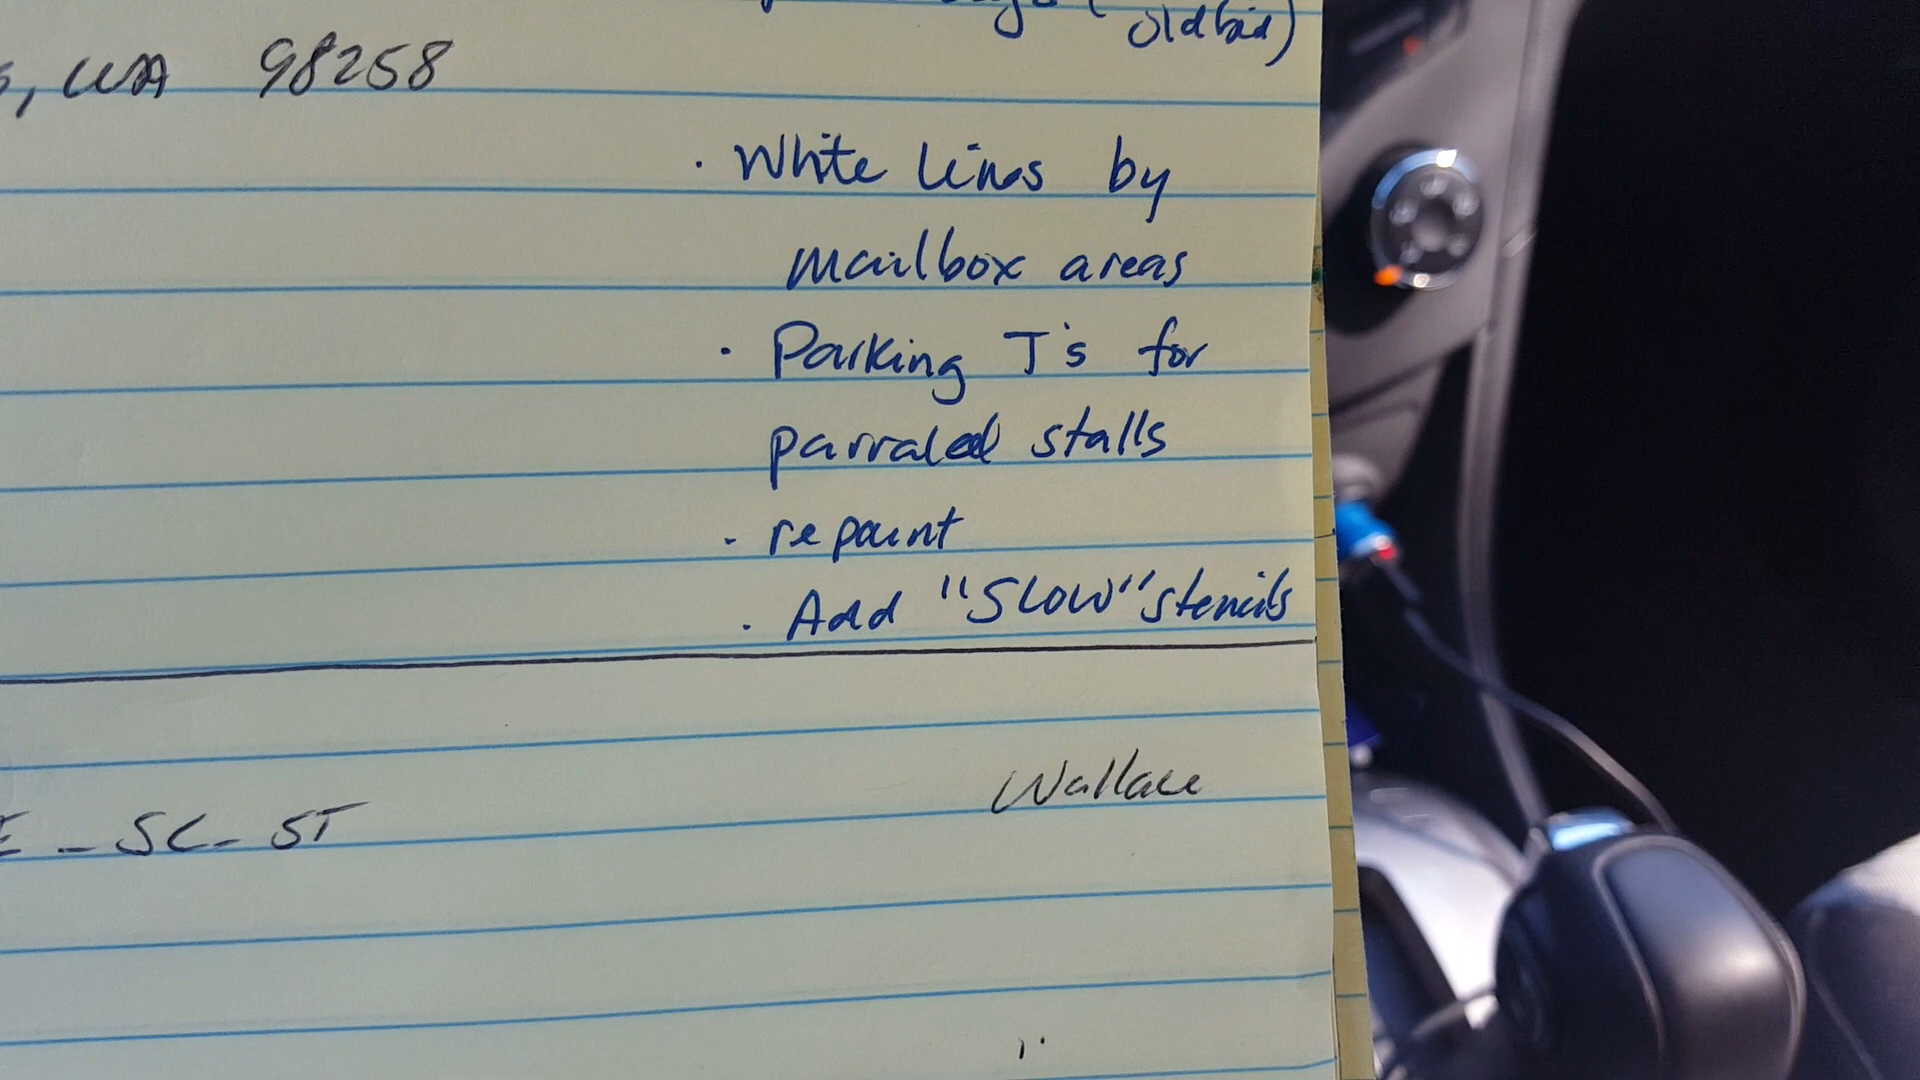 old bid)
, WA 98258
· White lines by
mailbox areas
· Parking T's for
parraled stalls
· repaint
· Add "SLOW" stencils
Wallace
E - SC - ST